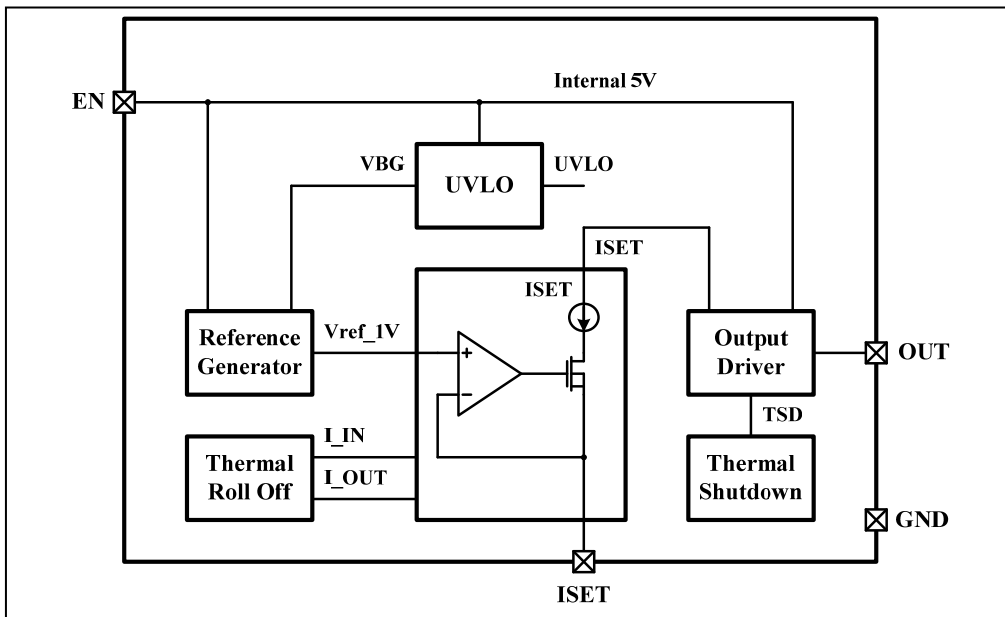 Internal 5V
EN
VBG
UVLO
UVLO
ISET
ISET
Reference
Generator
Vref_1V
+
−
Output
Driver
OUT
TSD
I_IN
I_OUT
Thermal
Roll Off
Thermal
Shutdown
GND
ISET